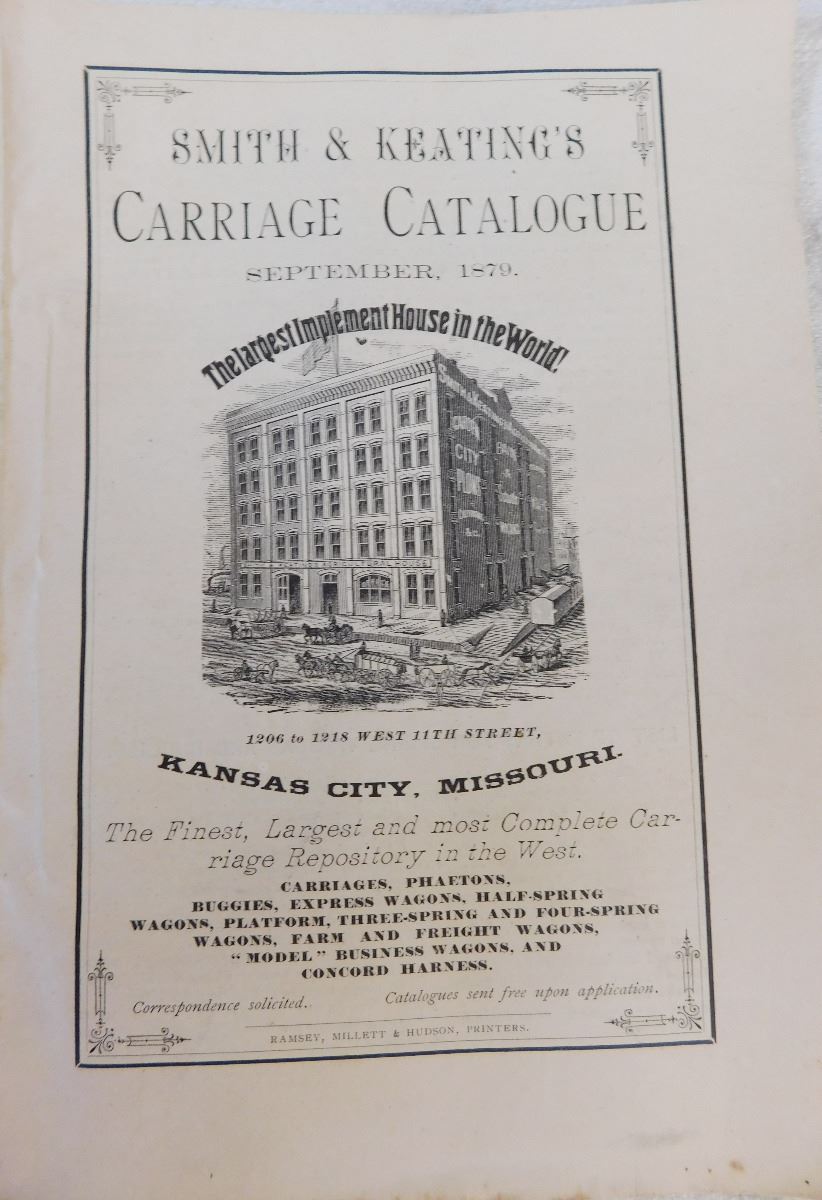 SMITH & KEATING'S
CARRIAGE CATALOGUE
SEPTEMBER, 1879.
The largest Implement House in the World!
CITY
1206 to 1218 WEST 11TH STREET,
KANSAS CITY, MISSOURI.
The Finest, Largest and most Complete Car-
riage Repository in the West.
CARRIAGES, PHAETONS,
BUGGIES, EXPRESS WAGONS, HALF-SPRING
WAGONS, PLATFORM, THREE-SPRING AND FOUR-SPRING
WAGONS, FARM AND FREIGHT WAGONS,
"MODEL" BUSINESS WAGONS, AND
CONCORD HARNESS.
Correspondence solicited. Catalogues sent free upon application.
RAMSEY, MILLETT & HUDSON, PRINTERS.